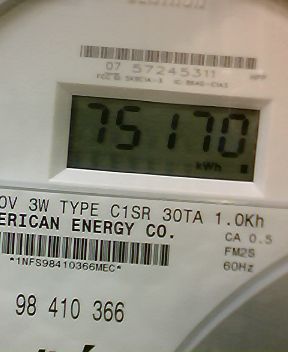 07 57245311
75170
kWh
0V 3W TYPE C1SR 30TA 1.0Kh
ERICAN ENERGY CO.
CA 0.5
FM2S
60Hz
*1NFS98410366MEC*
98 410 366